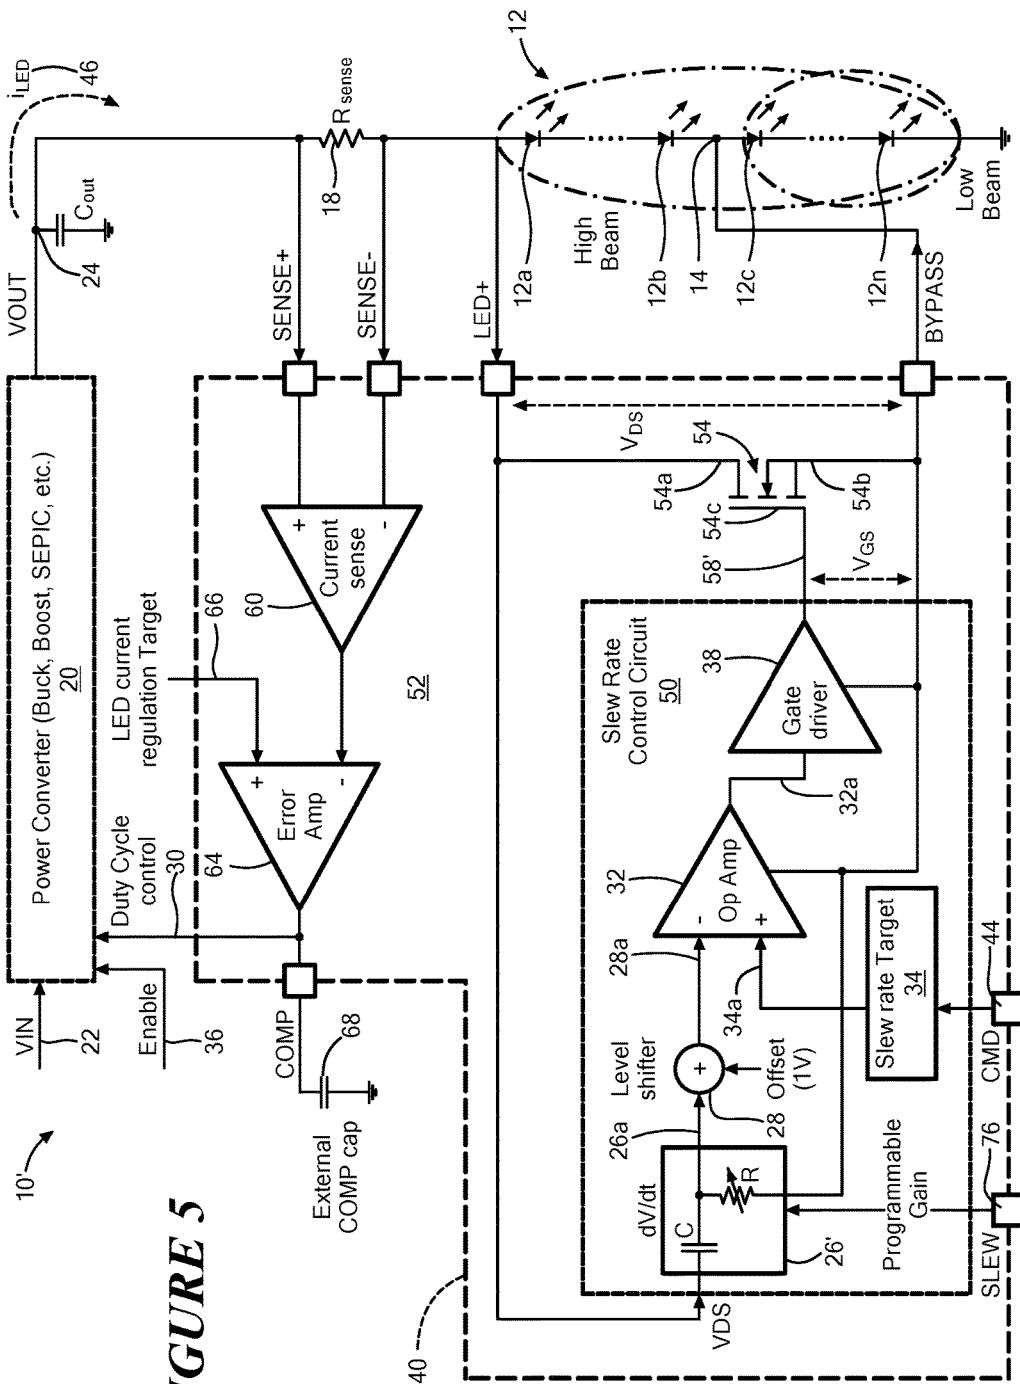 10'
VIN
22
Enable
36
Power Converter (Buck, Boost, SEPIC, etc.)
20
VOUT
24
Cout
iLED
46
Duty Cycle
control
30
LED current
regulation Target
66
SENSE+
SENSE-
18
Rsense
12
COMP
External
COMP cap
68
64
Error
Amp
+
-
60
Current
sense
+
-
52
LED+
High
Beam
12a
12b
14
12c
12n
Low
Beam
BYPASS
VDS
54
54a
54b
54c
58'
VGS
40
Slew Rate
Control Circuit
50
38
Gate
driver
32a
32
Op Amp
-
+
28a
34a
Level
shifter
+
28
Offset
(1V)
26a
dV/dt
C
R
26'
VDS
Slew rate Target
34
Programmable
Gain
SLEW
76
CMD
44
IGURE 5